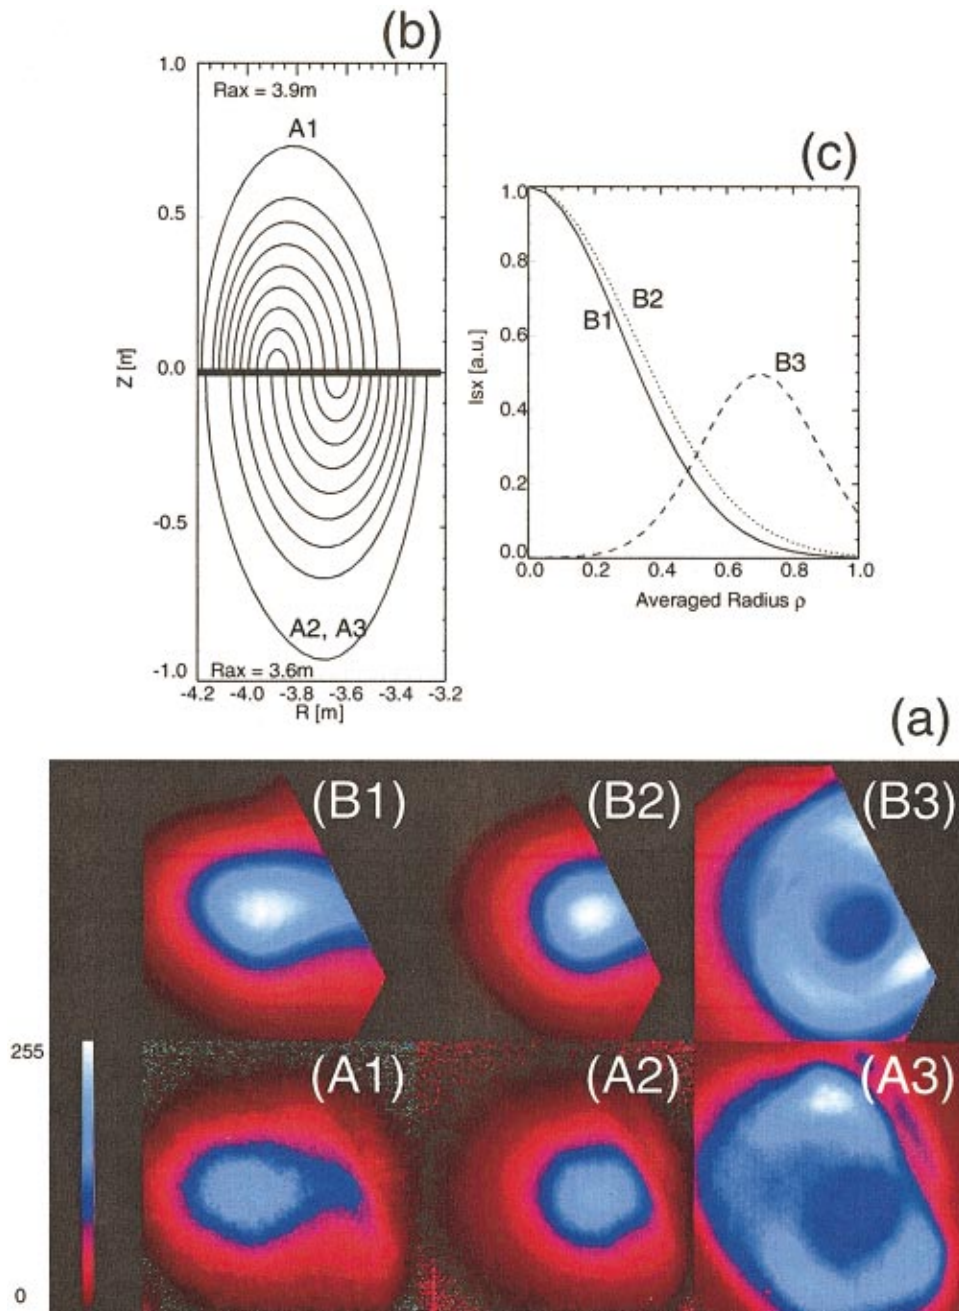 (b)
1.0
Rax = 3.9m
A1
0.5
Z [m]
0.0
-0.5
A2, A3
Rax = 3.6m
-1.0
-4.2 -4.0 -3.8 -3.6 -3.4 -3.2
R [m]
(c)
1.0
0.8
B2
B1
0.6
B3
Isx [a.u.]
0.4
0.2
0.0
0.0 0.2 0.4 0.6 0.8 1.0
Averaged Radius ρ
(a)
(B1) (B2) (B3)
255
(A1) (A2) (A3)
0